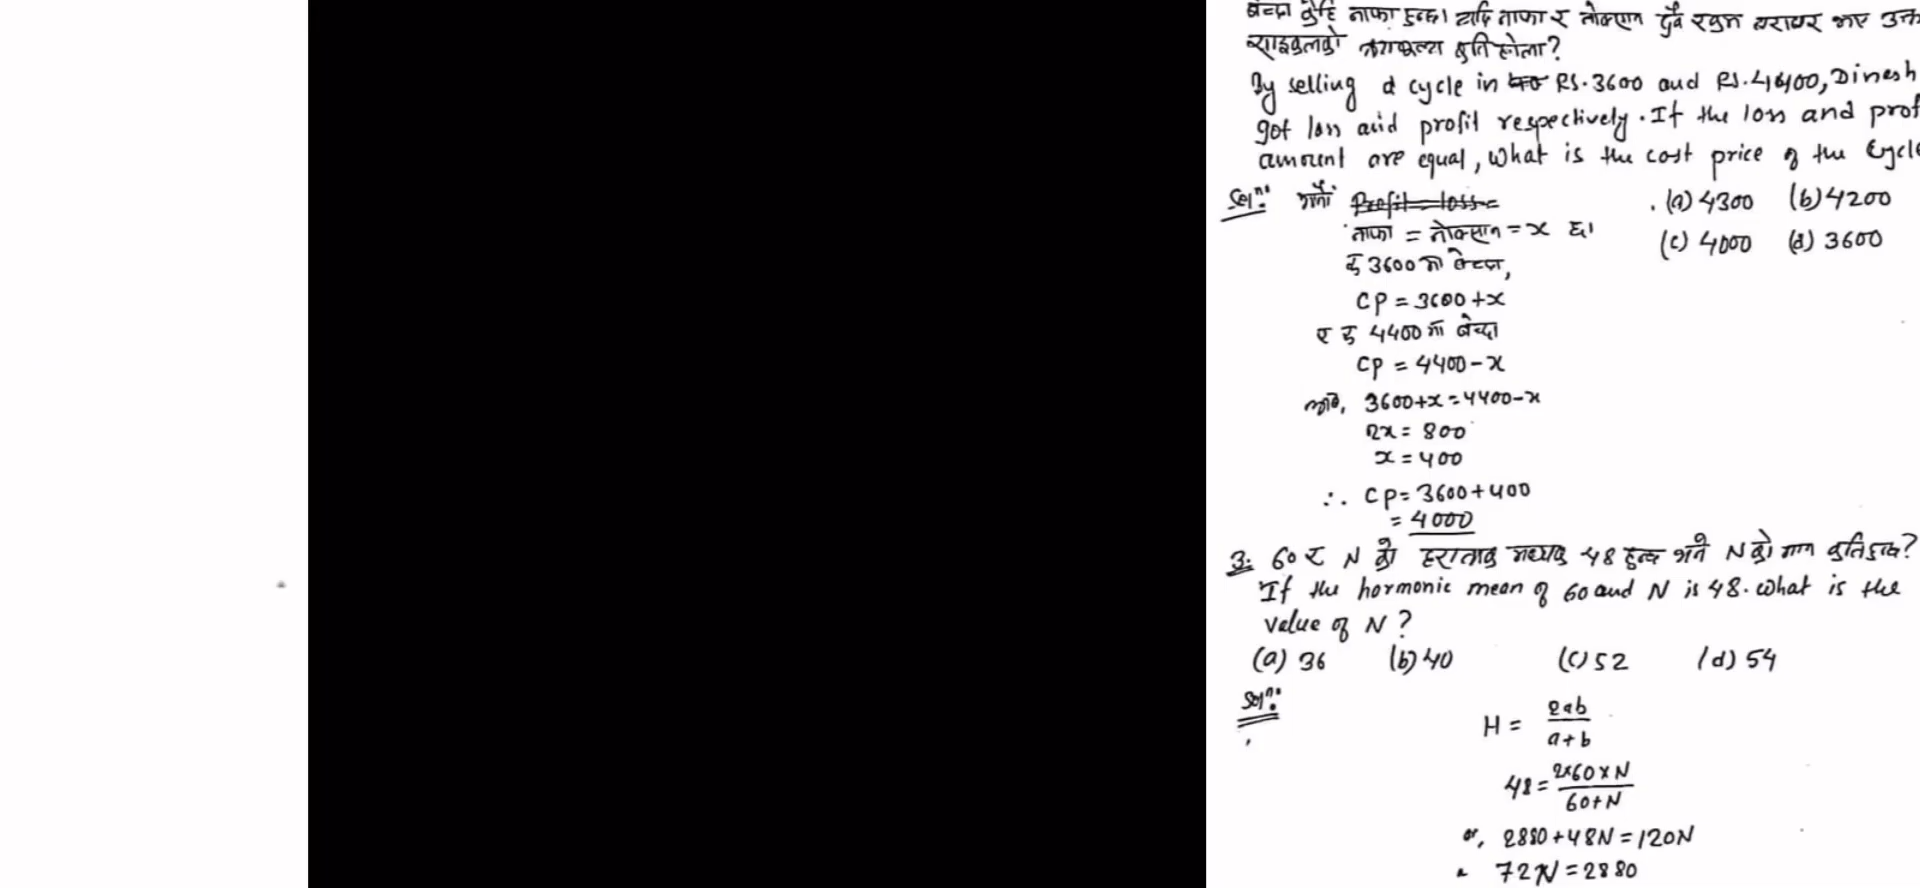 बेच्दा केहि नाफा हुन्छ। यदि नाफा र नोक्सान दुवै रकम बराबर भए उक्त
साइकलको क्रयमूल्य कति होला?
By selling a cycle in RS.3600 and RS.4400, Dinesh
got loss and profit respectively. If the loss and prof
amount are equal, What is the cost price of the Cycle
Solⁿ: मानौं Profit = loss =
नाफा = नोक्सान = x छ।
रु 3600 मा बेच्दा,
CP = 3600 + x
र रु 4400 मा बेच्दा
CP = 4400 - x
3600+x = 4400-x
2x = 800
x = 400
∴ CP = 3600 + 400
= 4000
(a) 4300 (b) 4200
(c) 4000 (d) 3600
3. 60 र N को हरात्मक मध्यक 48 हुन्छ भने N को मान कति हुन्छ?
If the hormonic mean of 60 and N is 48. what is the
value of N?
(a) 36 (b) 40 (c) 52 (d) 54
Solⁿ:
H = 2ab
a+b
48 = 2×60×N
60+N
or, 2880 + 48N = 120N
72N = 2880